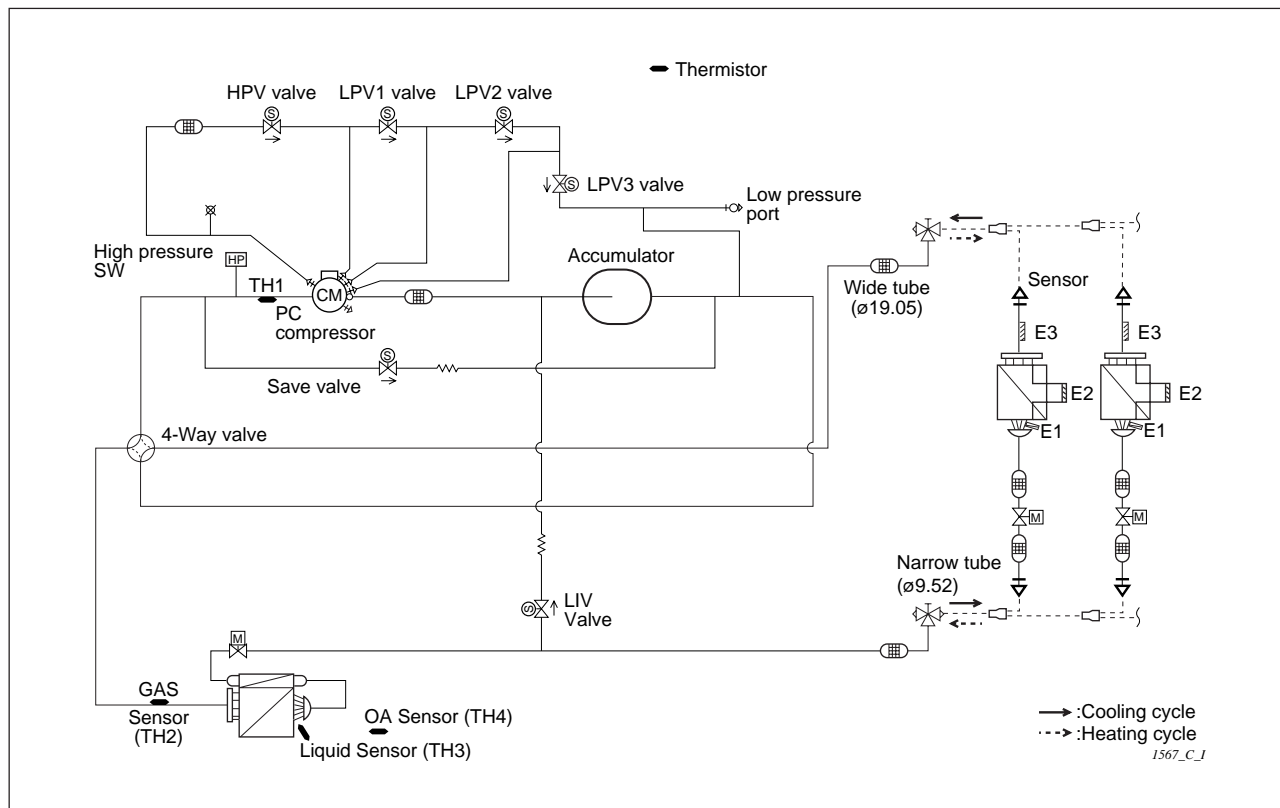 Thermistor
HPV valve
LPV1 valve
LPV2 valve
S
S
S
S
LPV3 valve
Low pressure
port
High pressure
SW
HP
TH1
CM
PC
compressor
Accumulator
Wide tube
(ø19.05)
Sensor
E3
E3
E2
E2
E1
E1
S
Save valve
4-Way valve
M
M
Narrow tube
(ø9.52)
S
LIV
Valve
M
GAS
Sensor
(TH2)
OA Sensor (TH4)
Liquid Sensor (TH3)
:Cooling cycle
:Heating cycle
1567_C_I